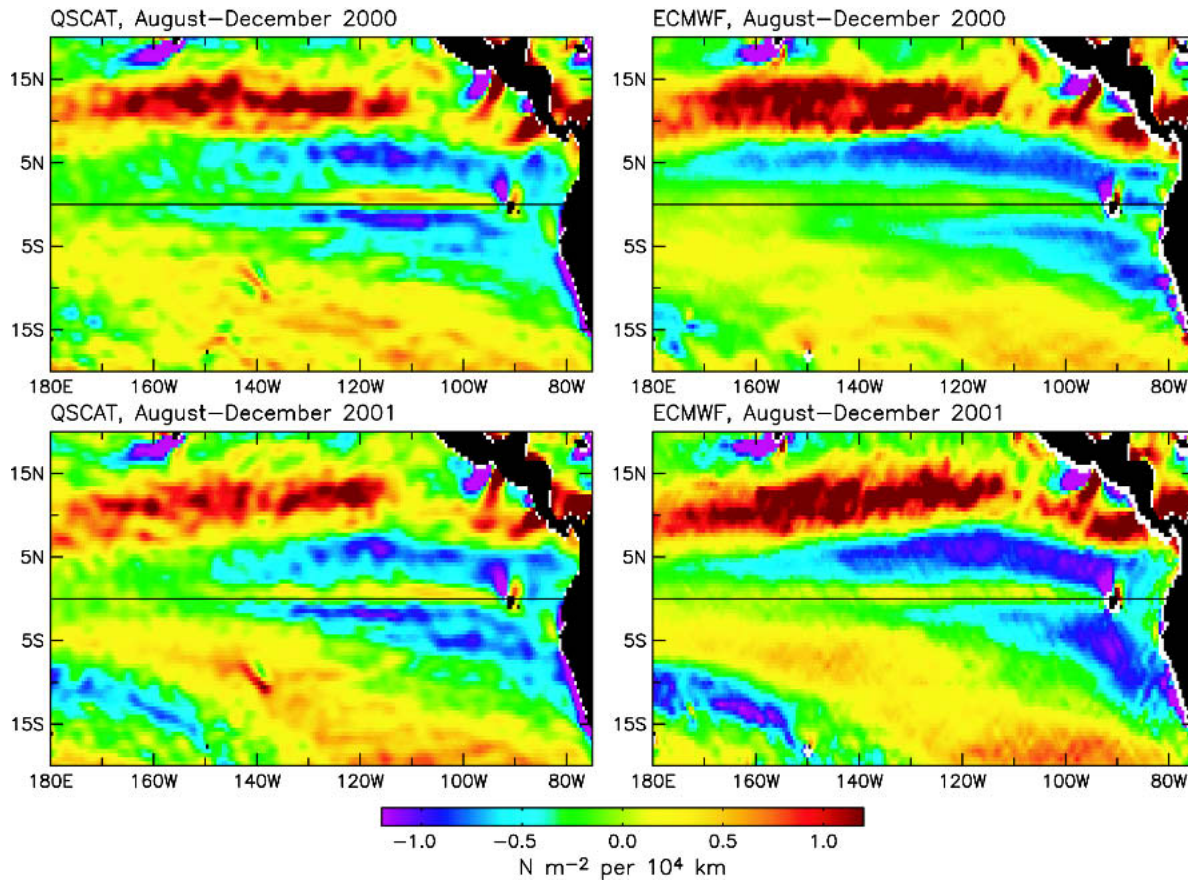 QSCAT, August–December 2000
ECMWF, August–December 2000
15N
5N
5S
15S
15N
5N
5S
15S
180E 160W 140W 120W 100W 80W
180E 160W 140W 120W 100W 80W
QSCAT, August–December 2001
ECMWF, August–December 2001
15N
5N
5S
15S
15N
5N
5S
15S
180E 160W 140W 120W 100W 80W
180E 160W 140W 120W 100W 80W
−1.0 −0.5 0.0 0.5 1.0
N m⁻² per 10⁴ km